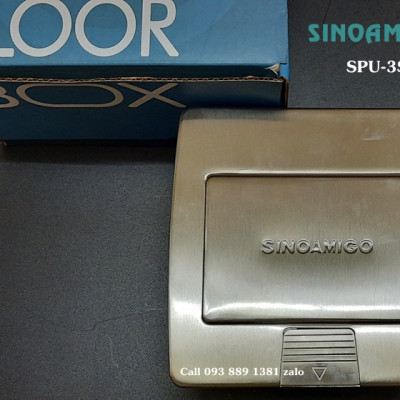 LOOR
BOX
SINOAM
SPU-3S
SINOAMIGO
Call 093 889 1381 zalo